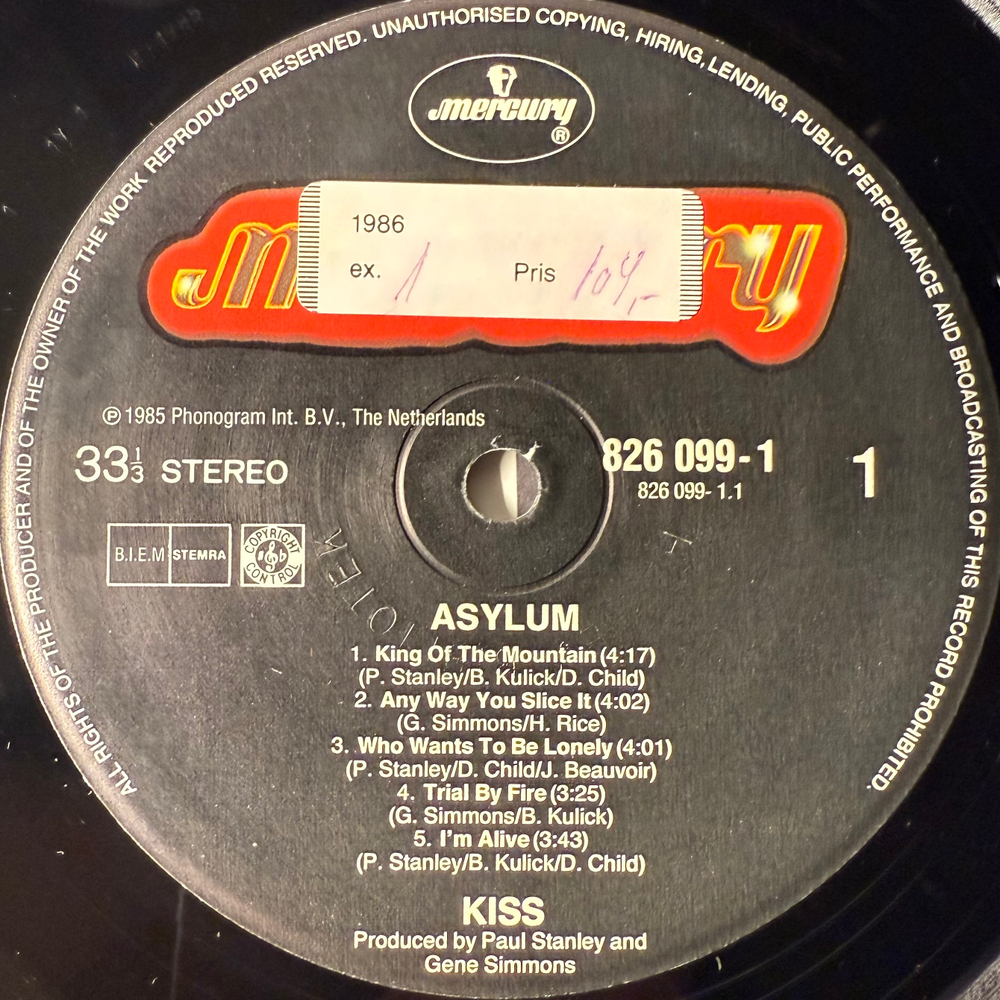 ALL RIGHTS OF THE PRODUCER AND OF THE OWNER OF THE WORK REPRODUCED RESERVED. UNAUTHORISED COPYING, HIRING, LENDING, PUBLIC PERFORMANCE AND BROADCASTING OF THIS RECORD PROHIBITED.
mercury ®
1986
ex. 1 Pris 109,-
℗ 1985 Phonogram Int. B.V., The Netherlands
33⅓ STEREO
826 099-1 1
826 099-1.1
B.I.E.M STEMRA COPYRIGHT CONTROL
ASYLUM
1. King Of The Mountain (4:17)
(P. Stanley/B. Kulick/D. Child)
2. Any Way You Slice It (4:02)
(G. Simmons/H. Rice)
3. Who Wants To Be Lonely (4:01)
(P. Stanley/D. Child/J. Beauvoir)
4. Trial By Fire (3:25)
(G. Simmons/B. Kulick)
5. I'm Alive (3:43)
(P. Stanley/B. Kulick/D. Child)
KISS
Produced by Paul Stanley and
Gene Simmons